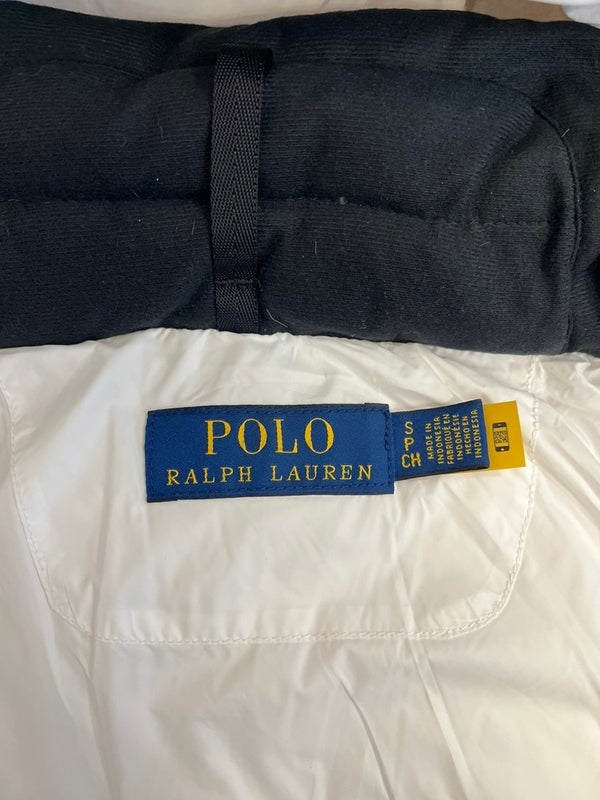 POLO
RALPH LAUREN
S
P
CH
MADE IN
INDONESIA
FABRIQUÉ EN
INDONÉSIE
HECHO EN
INDONESIA